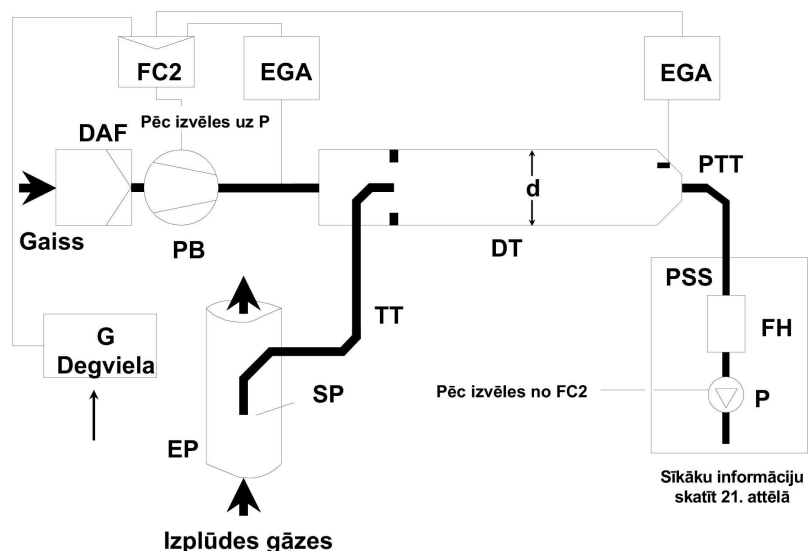 FC2
EGA
EGA
Pēc izvēles uz P
DAF
PTT
d
Gaiss
PB
DT
PSS
TT
FH
G
Degviela
SP
Pēc izvēles no FC2
P
EP
Sīkāku informāciju
skatīt 21. attēlā
Izplūdes gāzes